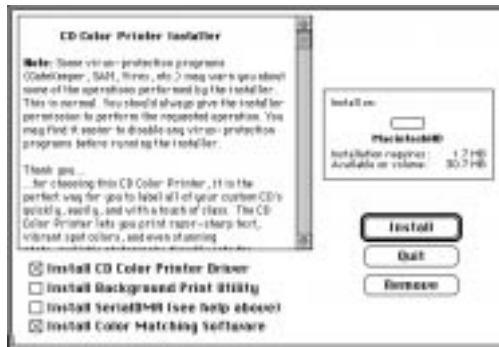 CD Color Printer Installer
Note: Some virus-protection programs
(GateKeeper, SAM, Virex, etc.) may warn you about
some of the operations performed by the installer.
This is normal. You should always give the installer
permission to perform the requested operation. You
may find it easier to disable any virus-protection
programs before running the installer.
Thank you...
...for choosing this CD Color Printer, it is the
perfect way for you to label all of your custom CD's
quickly, easily, and with a touch of class. The CD
Color Printer lets you print razor-sharp text,
vibrant spot colors, and even stunning
Install on:
MacintoshHD
Installation requires: 1.7 MB
Available on volume: 30.7 MB
Install
Quit
Remove
Install CD Color Printer Driver
Install Background Print Utility
Install SerialDMA (see help above)
Install Color Matching Software